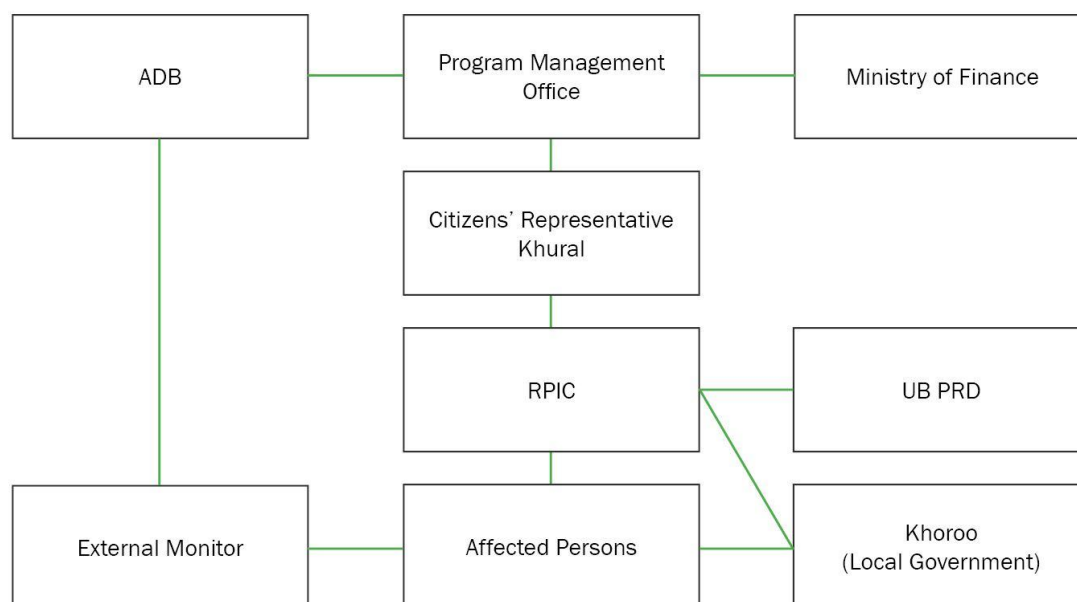 ADB
Program Management
Office
Ministry of Finance
Citizens’ Representative
Khural
RPIC
UB PRD
External Monitor
Affected Persons
Khoroo
(Local Government)